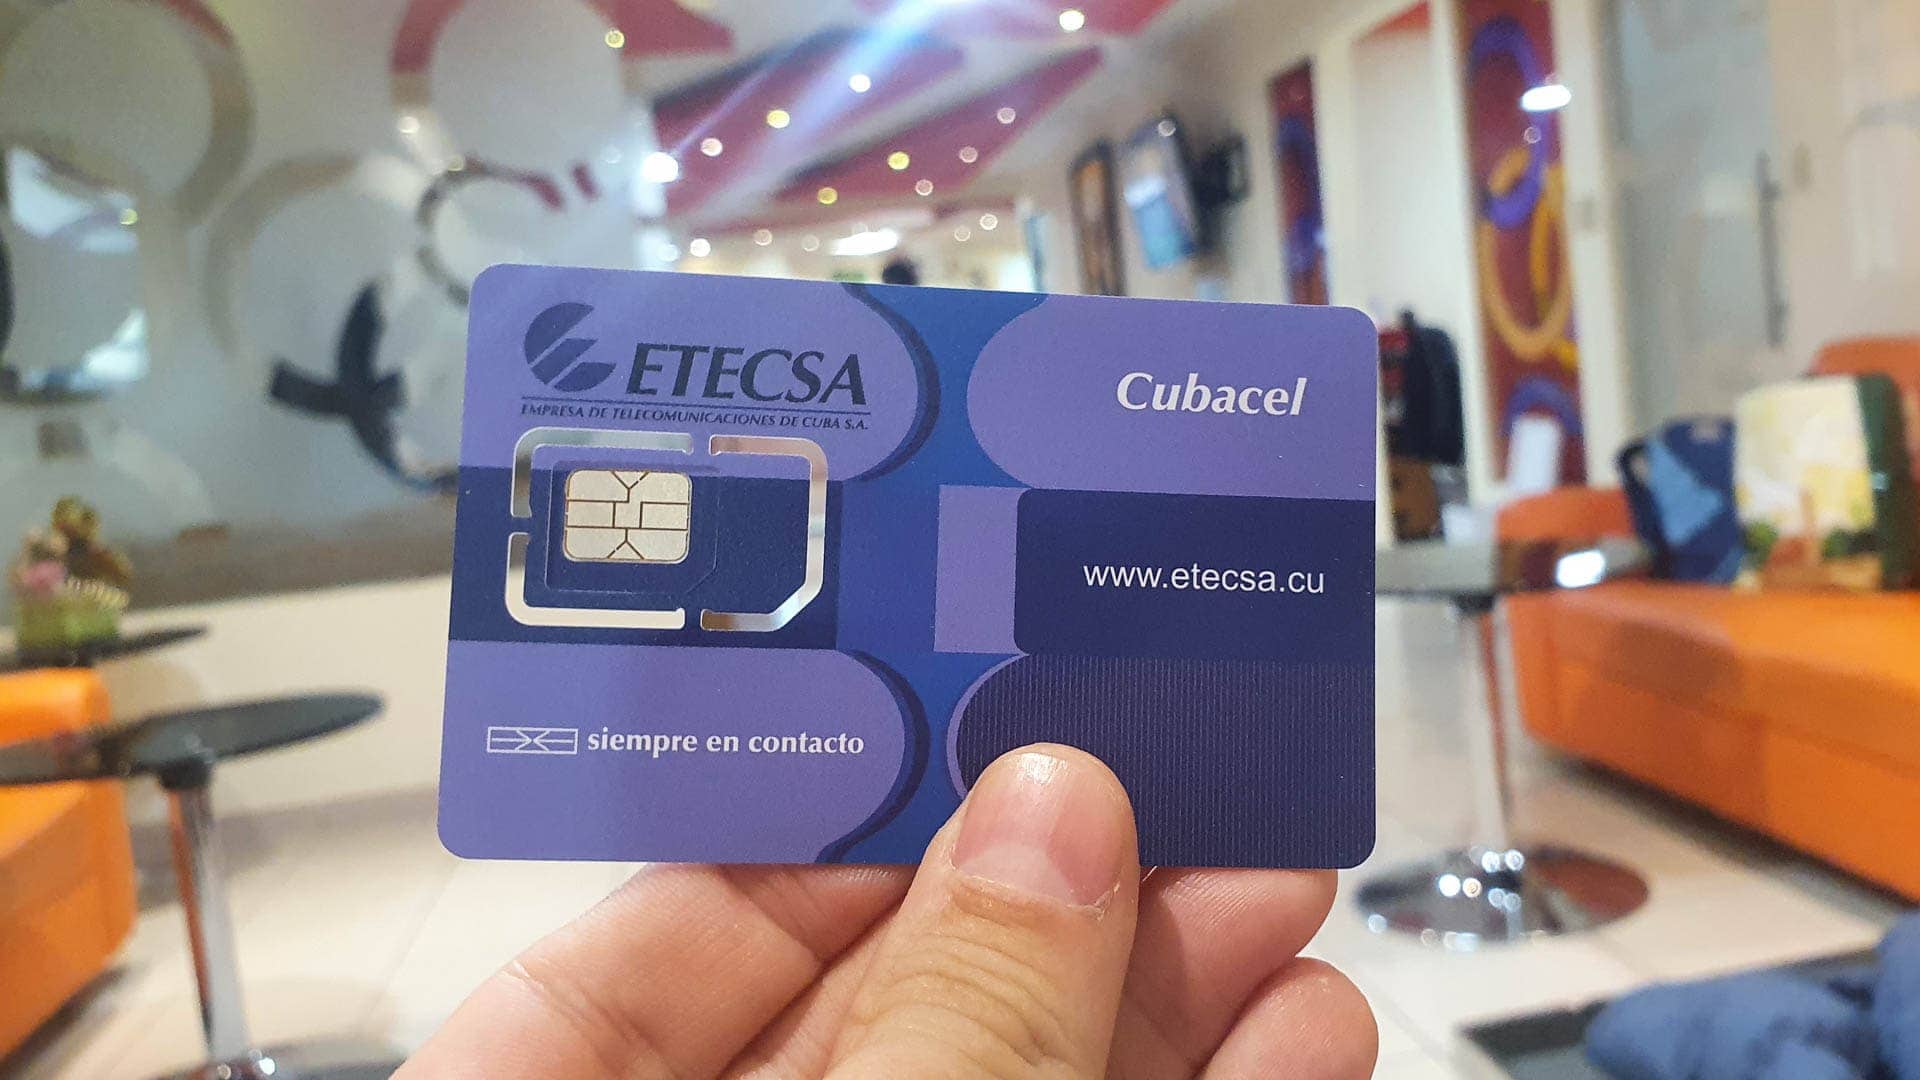 ETECSA
EMPRESA DE TELECOMUNICACIONES DE CUBA S.A.
Cubacel
www.etecsa.cu
siempre en contacto